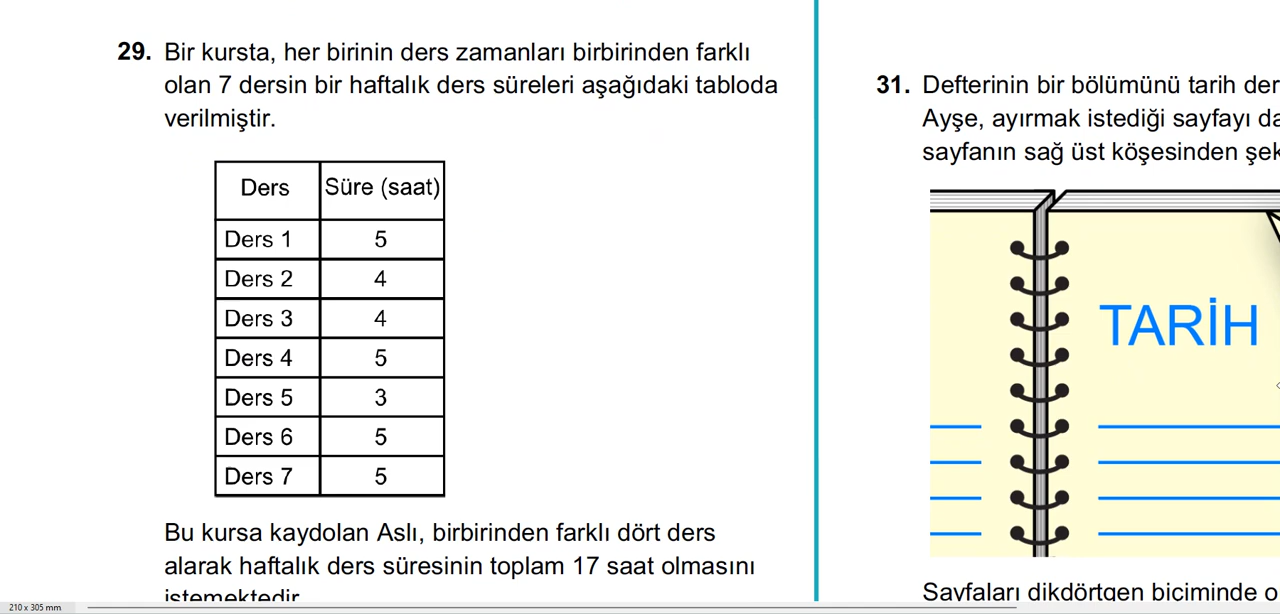 29. Bir kursta, her birinin ders zamanları birbirinden farklı
olan 7 dersin bir haftalık ders süreleri aşağıdaki tabloda
verilmiştir.
Ders Süre (saat)
Ders 1 5
Ders 2 4
Ders 3 4
Ders 4 5
Ders 5 3
Ders 6 5
Ders 7 5
Bu kursa kaydolan Aslı, birbirinden farklı dört ders
alarak haftalık ders süresinin toplam 17 saat olmasını
istemektedir
31. Defterinin bir bölümünü tarih der
Ayşe, ayırmak istediği sayfayı da
sayfanın sağ üst köşesinden şek
TARİH
Sayfaları dikdörtgen biçiminde o
210 x 305 mm